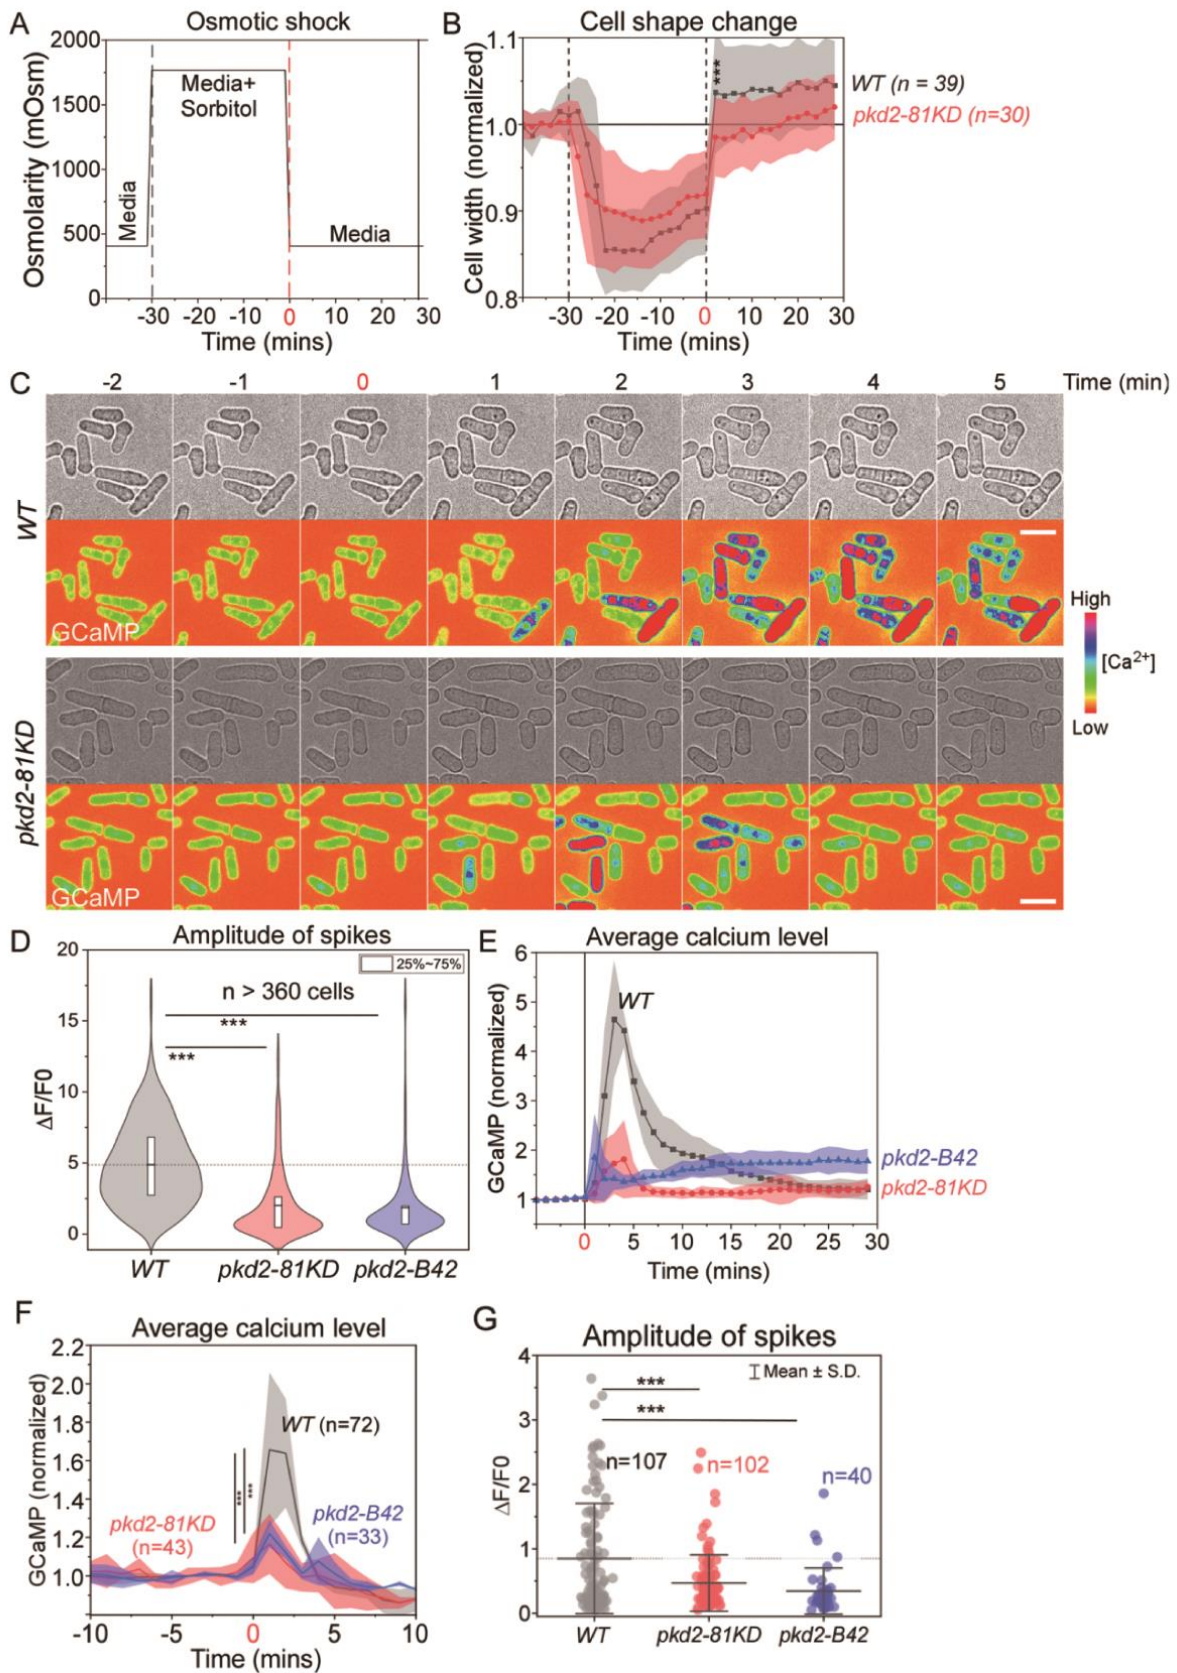 A
Osmotic shock
Osmolarity (mOsm)
2000
1500
1000
500
0
Media
Media+
Sorbitol
Media
-30 -20 -10 0 10 20 30
Time (mins)
B
Cell shape change
Cell width (normalized)
1.1
1.0
0.9
0.8
***
WT (n = 39)
pkd2-81KD (n=30)
-30 -20 -10 0 10 20 30
Time (mins)
C
-2 -1 0 1 2 3 4 5 Time (min)
WT
GCaMP
pkd2-81KD
GCaMP
High
[Ca2+]
Low
D
Amplitude of spikes
ΔF/F0
20
15
10
5
0
25%~75%
n > 360 cells
***
***
WT pkd2-81KD pkd2-B42
E
Average calcium level
GCaMP (normalized)
6
5
4
3
2
1
WT
pkd2-B42
pkd2-81KD
0 5 10 15 20 25 30
Time (mins)
F
Average calcium level
GCaMP (normalized)
2.2
2.0
1.8
1.6
1.4
1.2
1.0
WT (n=72)
***
***
pkd2-81KD
(n=43)
pkd2-B42
(n=33)
-10 -5 0 5 10
Time (mins)
G
Amplitude of spikes
ΔF/F0
4
3
2
1
0
Mean ± S.D.
***
***
n=107
n=102
n=40
WT pkd2-81KD pkd2-B42